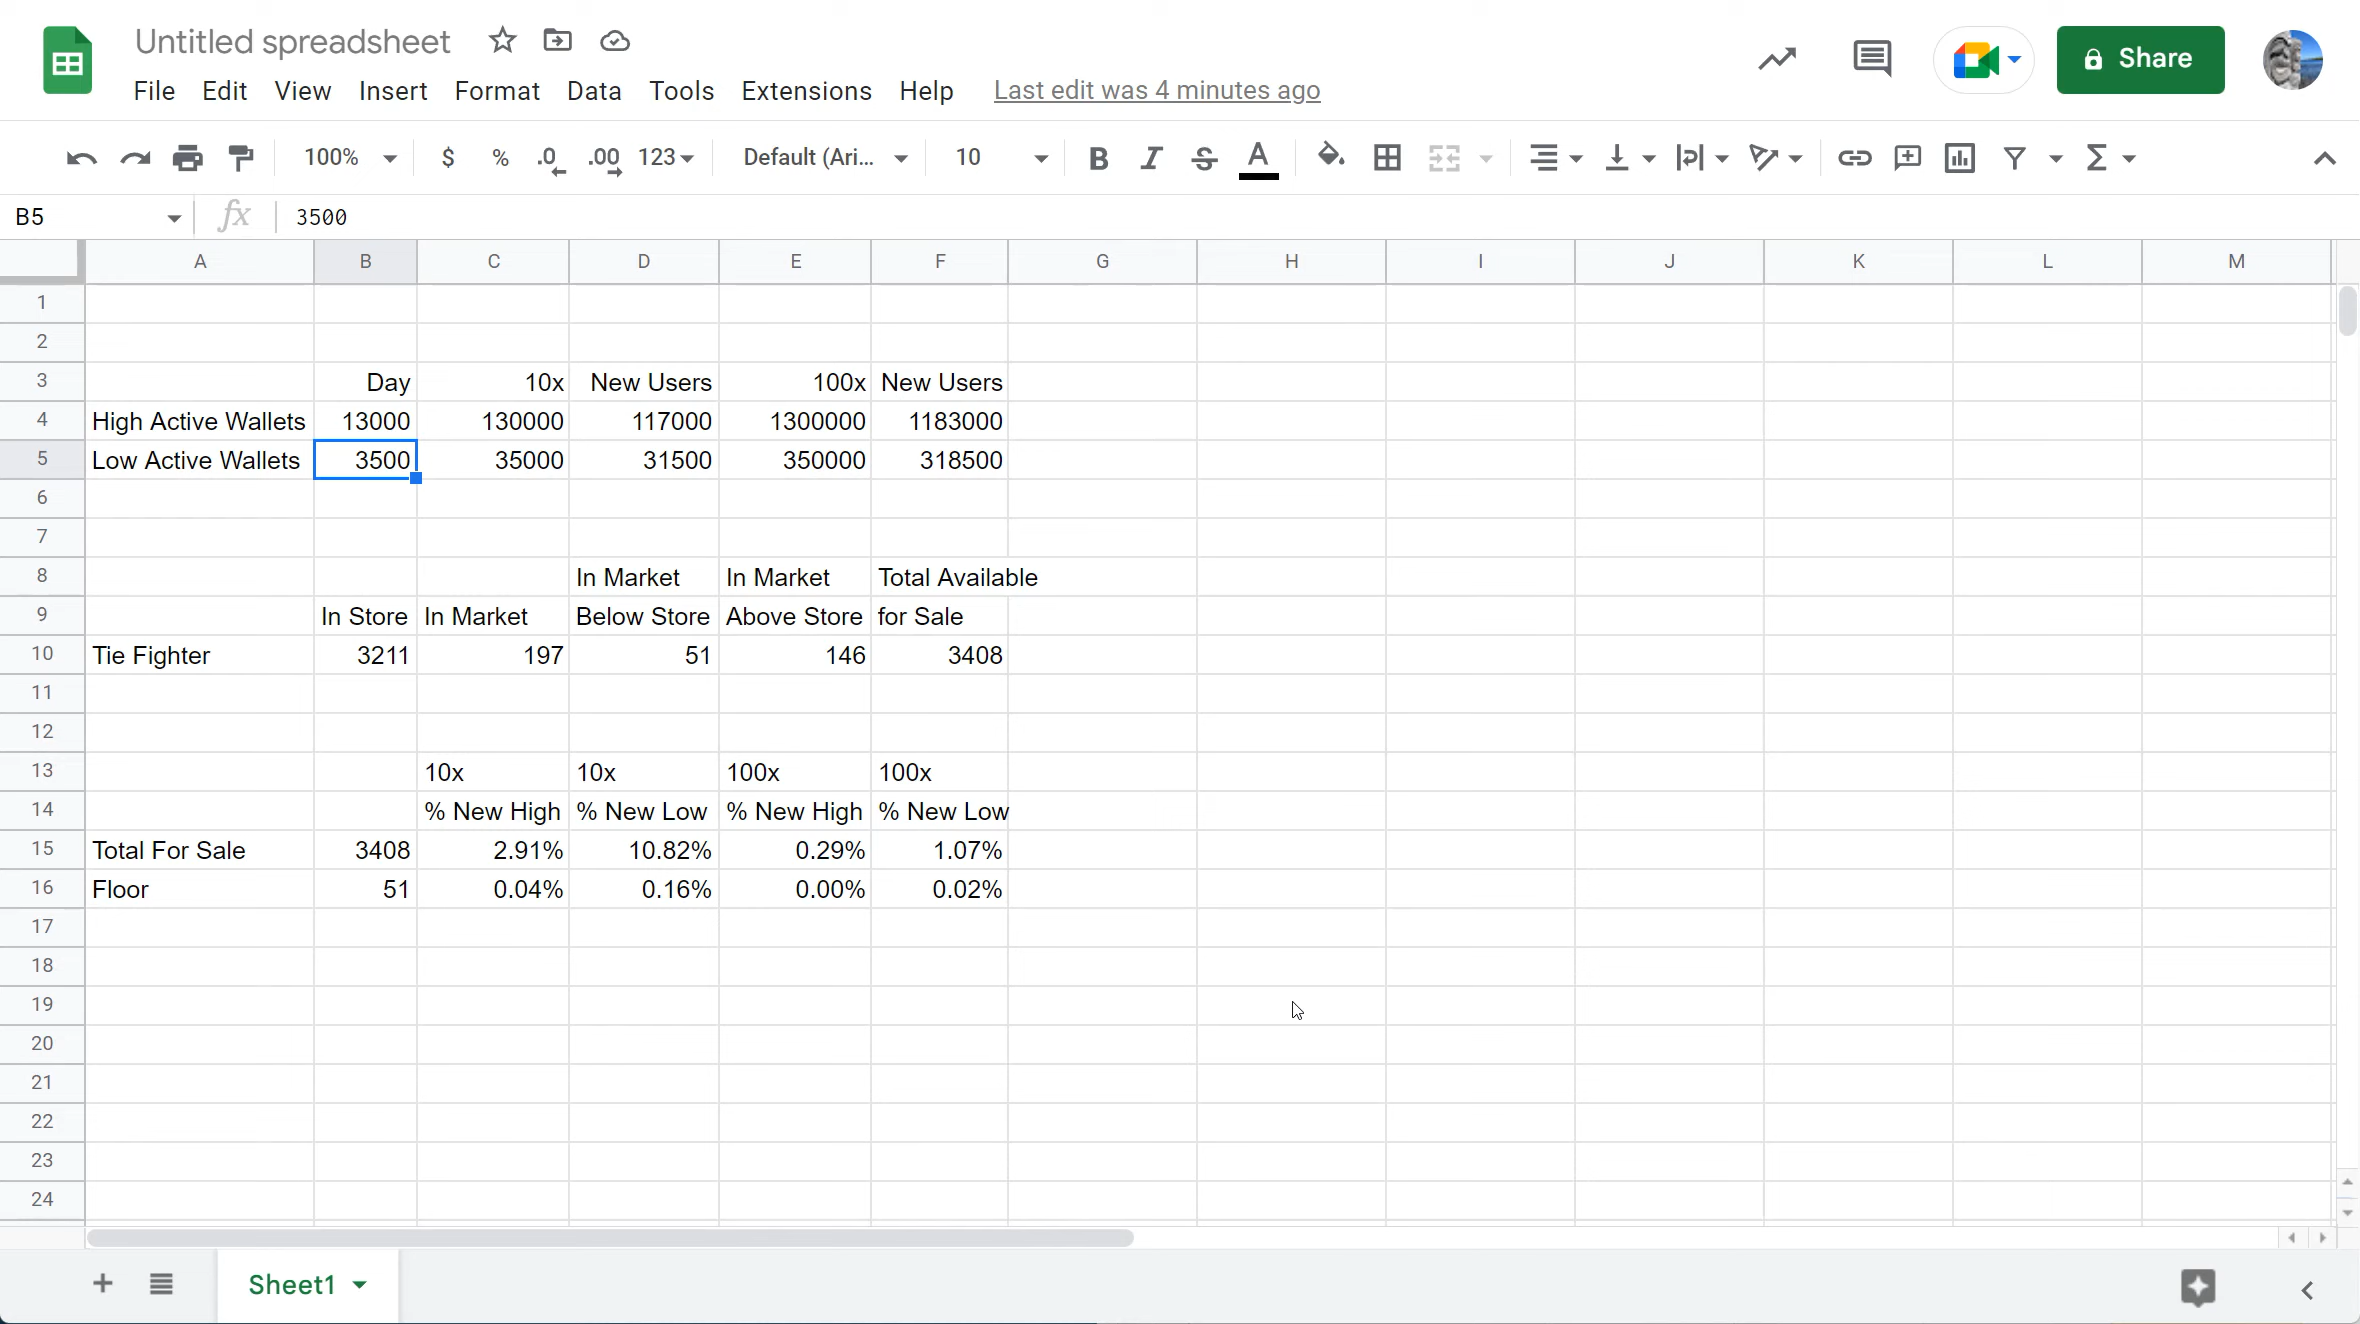 Untitled spreadsheet
File Edit View Insert Format Data Tools Extensions Help Last edit was 4 minutes ago
Share
100% $ % .0 .00 123 Default (Ari... 10 B I S A
B5 fx 3500
A B C D E F G H I J K L M
1
2
3 Day 10x New Users 100x New Users
4 High Active Wallets 13000 130000 117000 1300000 1183000
5 Low Active Wallets 3500 35000 31500 350000 318500
6
7
8 In Market In Market Total Available
9 In Store In Market Below Store Above Store for Sale
10 Tie Fighter 3211 197 51 146 3408
11
12
13 10x 10x 100x 100x
14 % New High % New Low % New High % New Low
15 Total For Sale 3408 2.91% 10.82% 0.29% 1.07%
16 Floor 51 0.04% 0.16% 0.00% 0.02%
17
18
19
20
21
22
23
24
Sheet1